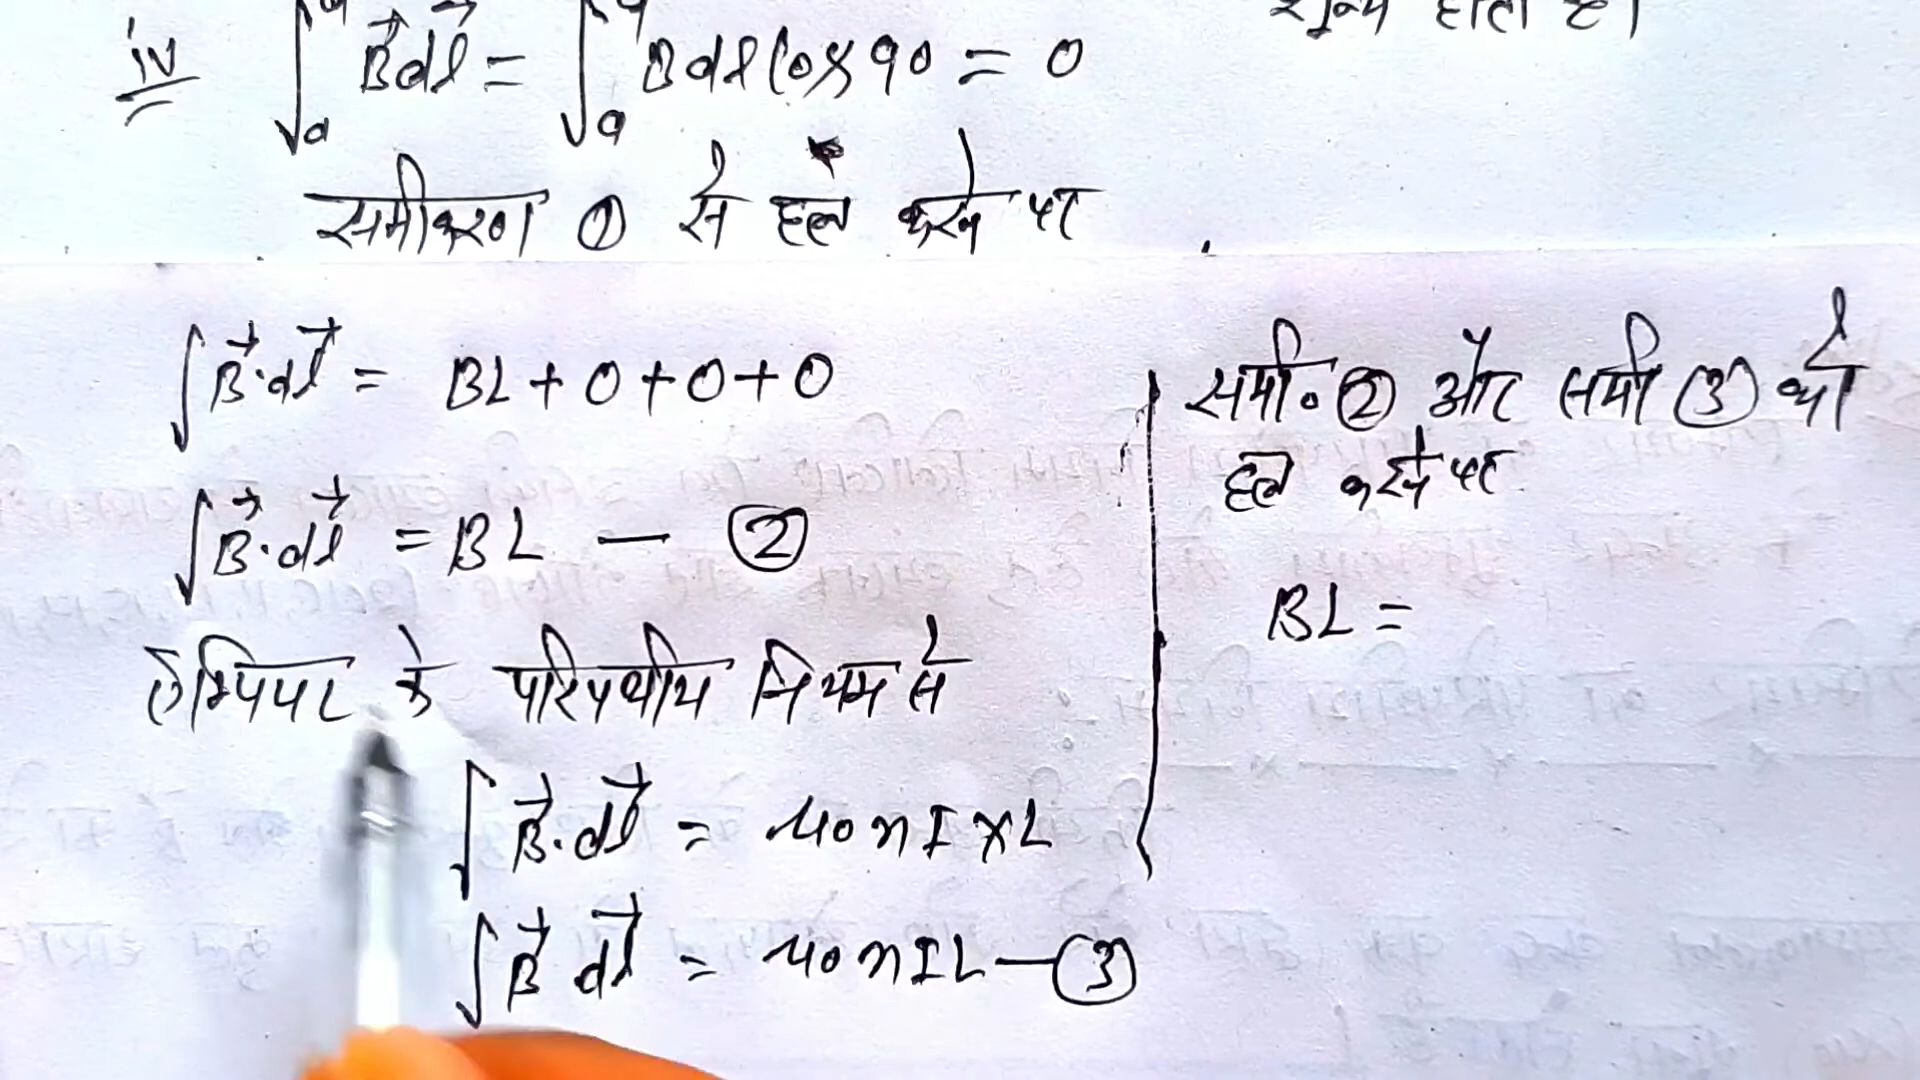 शून्य होता है।
iv ∫ₐ B⃗dl⃗ = ∫ₐ Bdl Cos 90 = 0
समीकरण ① से हल करने पर
∫B⃗·dl⃗ = BL + 0 + 0 + 0
∫B⃗·dl⃗ = BL — ②
ऐम्पियर के परिपथीय नियम से
∫B⃗·dl⃗ = μ0nI×L
∫B⃗ dl⃗ = μ0nIL — ③
समी॰ ② और समी ③ को
हल करने पर
BL =